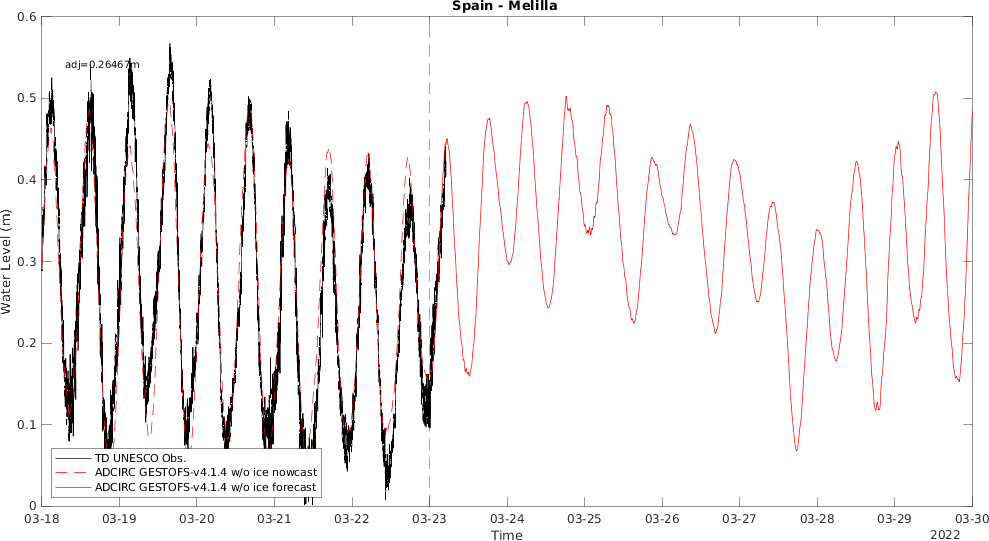 Spain - Melilla
0.6
0.5
0.4
0.3
0.2
0.1
0
Water Level (m)
adj=0.26467m
TD UNESCO Obs.
ADCIRC GESTOFS-v4.1.4 w/o ice nowcast
ADCIRC GESTOFS-v4.1.4 w/o ice forecast
03-18 03-19 03-20 03-21 03-22 03-23 03-24 03-25 03-26 03-27 03-28 03-29 03-30
Time
2022